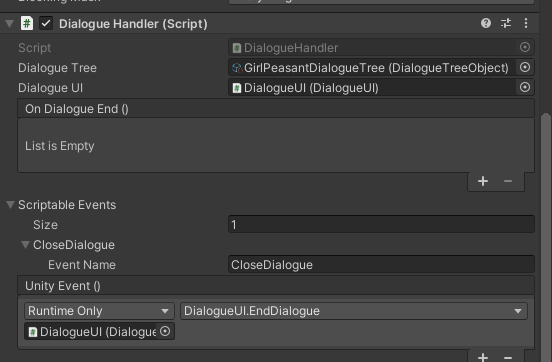 Dialogue Handler (Script)
Script DialogueHandler
Dialogue Tree GirlPeasantDialogueTree (DialogueTreeObject)
Dialogue UI DialogueUI (DialogueUI)
On Dialogue End ()
List is Empty
Scriptable Events
Size 1
CloseDialogue
Event Name CloseDialogue
Unity Event ()
Runtime Only DialogueUI.EndDialogue
DialogueUI (Dialogue